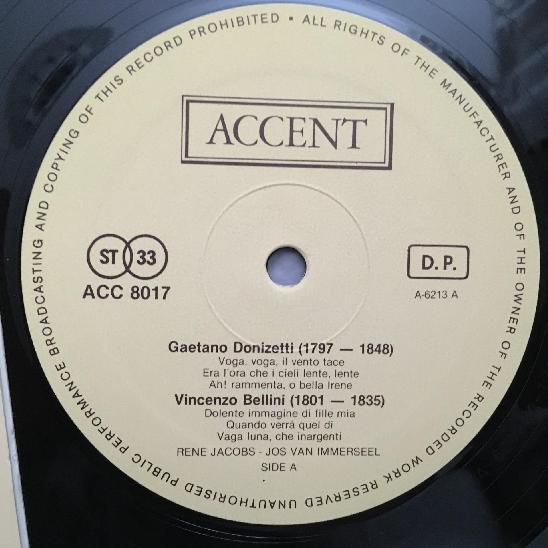 UNAUTHORISED PUBLIC PERFORMANCE BROADCASTING AND COPYING OF THIS RECORD PROHIBITED • ALL RIGHTS OF THE MANUFACTURER AND OF THE OWNER OF THE RECORDED WORK RESERVED
ACCENT
ST 33
ACC 8017
D.P.
A-6213 A
Gaetano Donizetti (1797 — 1848)
Voga, voga, il vento tace
Era l'ora che i cieli lente, lente
Ah! rammenta, o bella Irene
Vincenzo Bellini (1801 — 1835)
Dolente immagine di fille mia
Quando verrà quel di
Vaga luna, che inargenti
RENE JACOBS - JOS VAN IMMERSEEL
SIDE A